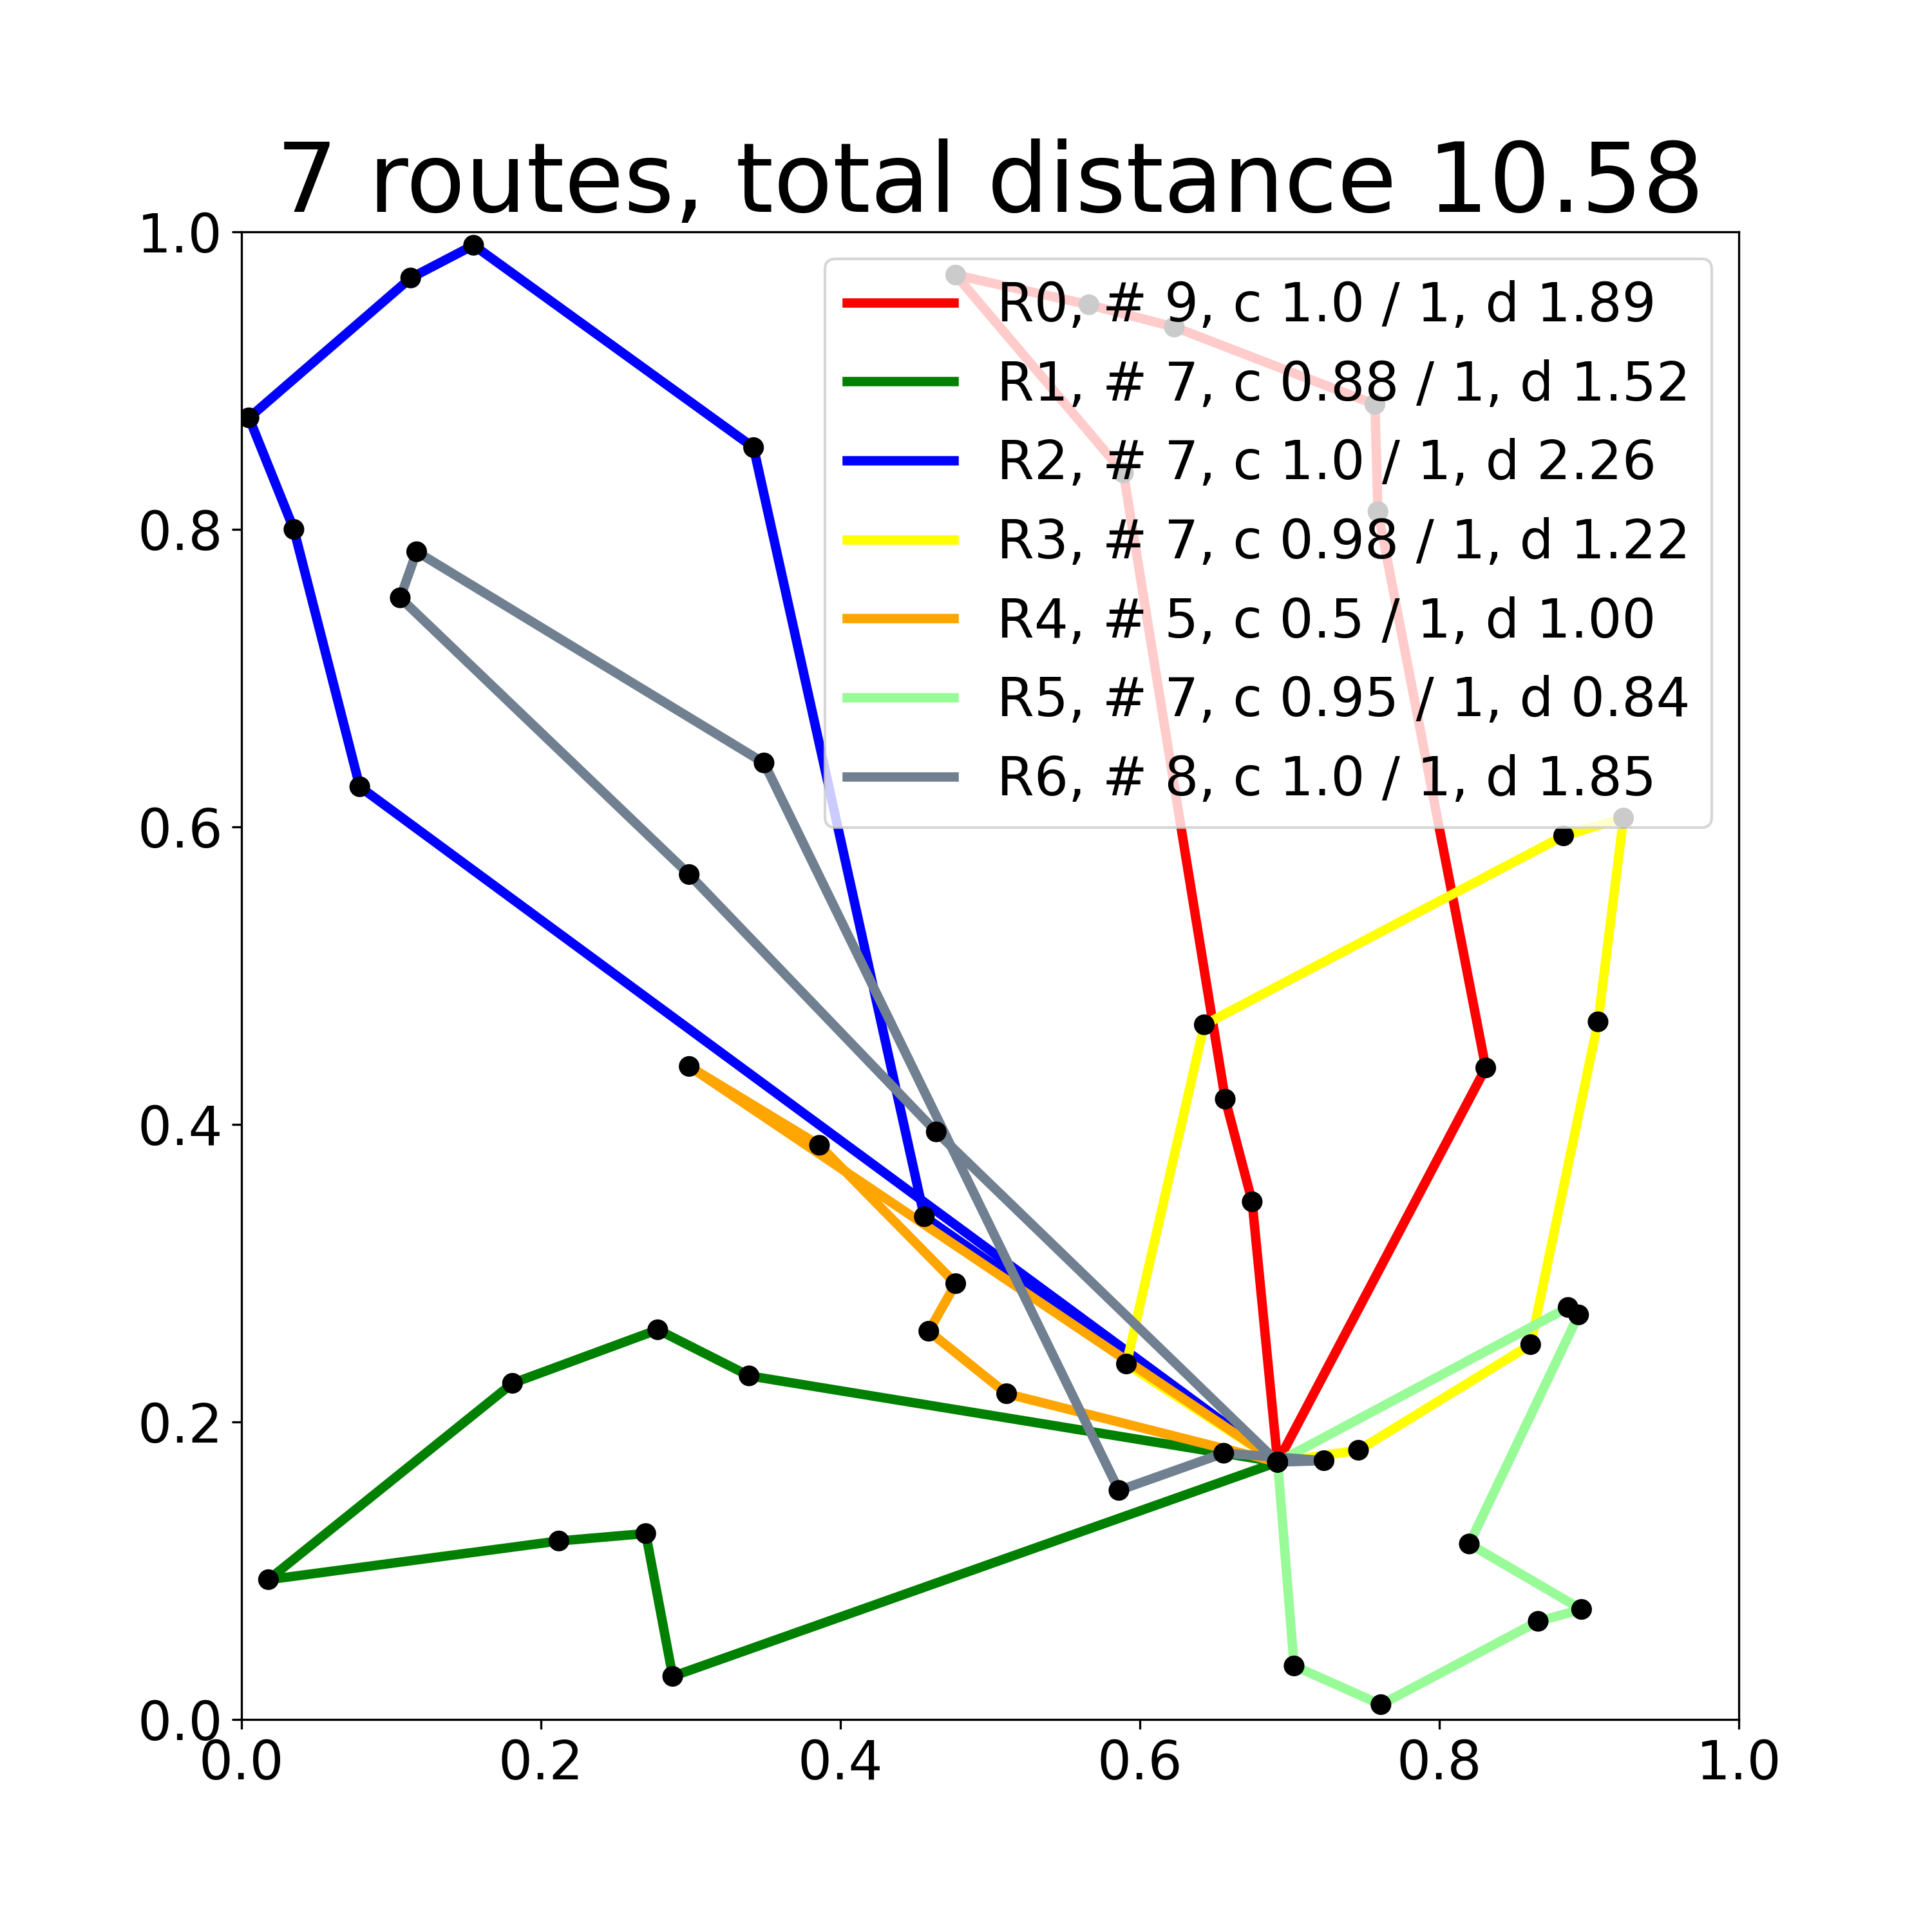 7 routes, total distance 10.58
1.0
0.8
0.6
0.4
0.2
0.0
R0, # 9, c 1.0 / 1, d 1.89
R1, # 7, c 0.88 / 1, d 1.52
R2, # 7, c 1.0 / 1, d 2.26
R3, # 7, c 0.98 / 1, d 1.22
R4, # 5, c 0.5 / 1, d 1.00
R5, # 7, c 0.95 / 1, d 0.84
R6, # 8, c 1.0 / 1, d 1.85
0.0 0.2 0.4 0.6 0.8 1.0